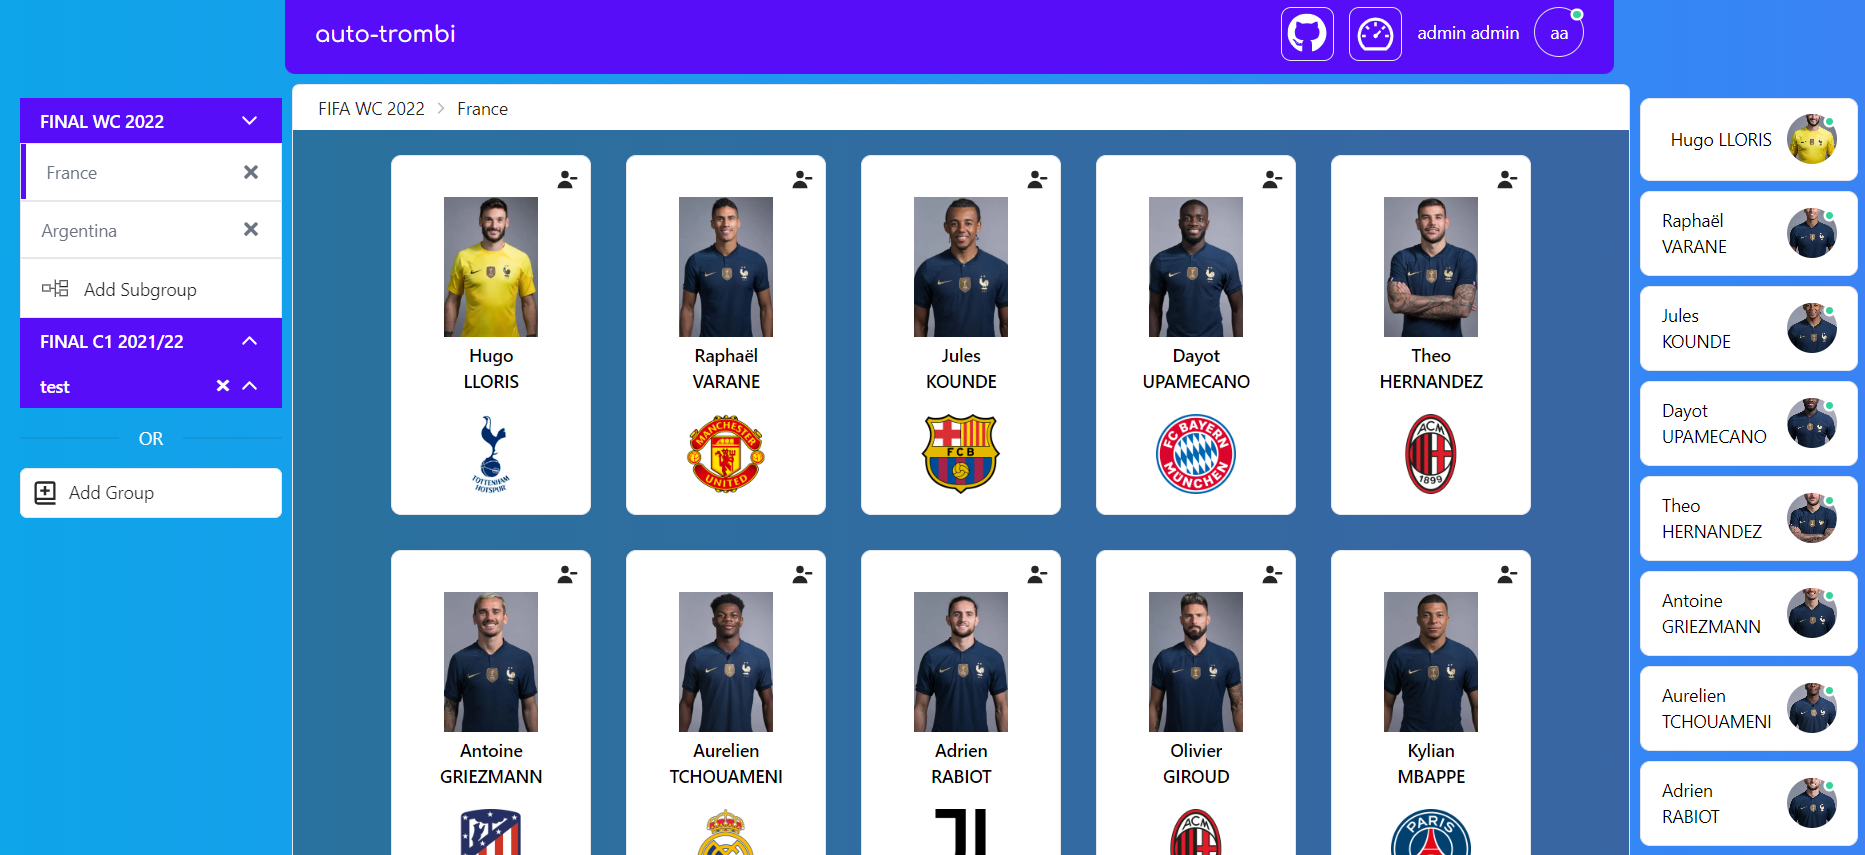 auto-trombi
admin admin
aa
FINAL WC 2022
France
Argentina
Add Subgroup
FINAL C1 2021/22
test
OR
Add Group
FIFA WC 2022
France
Hugo
LLORIS
TOTTENHAM
HOTSPUR
Raphaël
VARANE
MANCHESTER
UNITED
Jules
KOUNDE
FCB
Dayot
UPAMECANO
FC BAYERN
MÜNCHEN
Theo
HERNANDEZ
ACM
1899
Antoine
GRIEZMANN
Aurelien
TCHOUAMENI
Adrien
RABIOT
Olivier
GIROUD
ACM
Kylian
MBAPPE
PARIS
Hugo LLORIS
Raphaël
VARANE
Jules
KOUNDE
Dayot
UPAMECANO
Theo
HERNANDEZ
Antoine
GRIEZMANN
Aurelien
TCHOUAMENI
Adrien
RABIOT